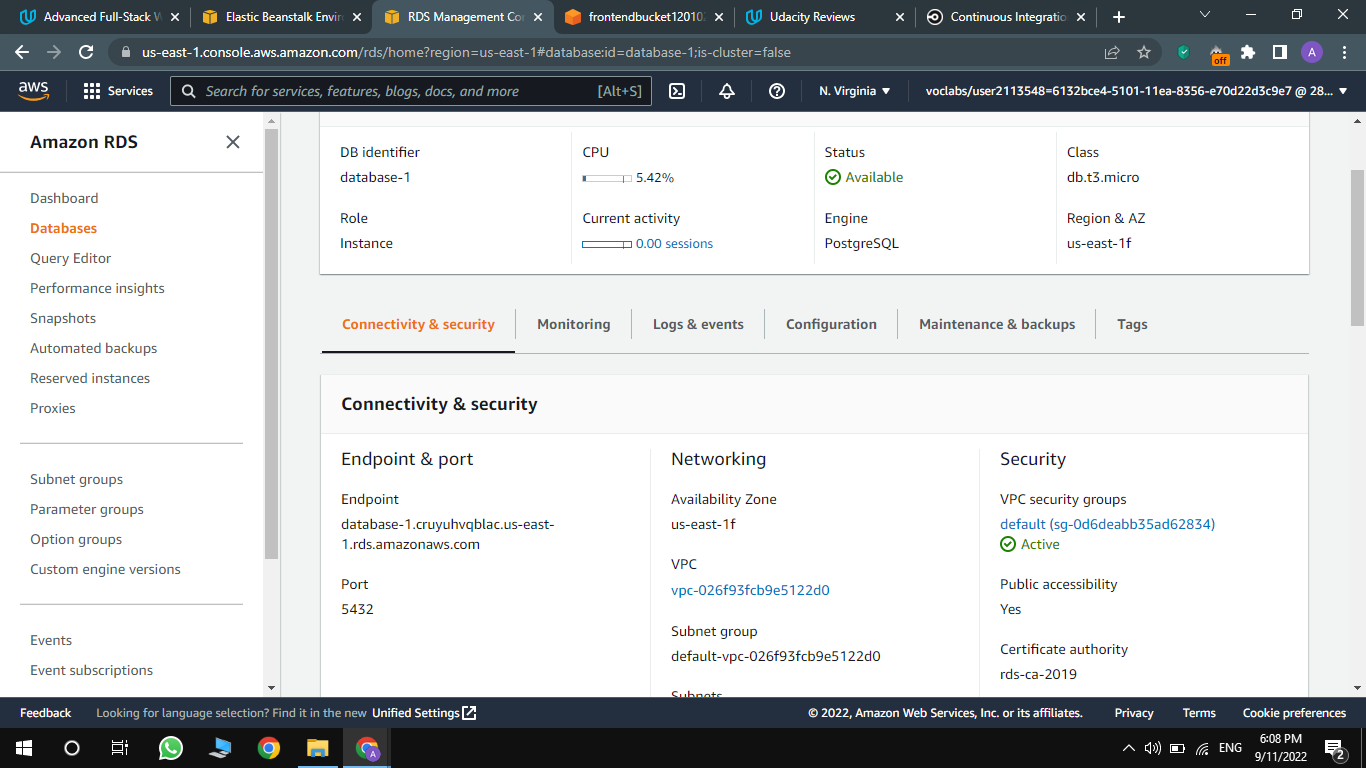 Advanced Full-Stack W
Elastic Beanstalk Envir
RDS Management Con
frontendbucket120102
Udacity Reviews
Continuous Integratio
us-east-1.console.aws.amazon.com/rds/home?region=us-east-1#database:id=database-1;is-cluster=false
off
A
aws
Services
Search for services, features, blogs, docs, and more
[Alt+S]
N. Virginia
voclabs/user2113548=6132bce4-5101-11ea-8356-e70d22d3c9e7 @ 28...
Amazon RDS
Dashboard
Databases
Query Editor
Performance insights
Snapshots
Automated backups
Reserved instances
Proxies
Subnet groups
Parameter groups
Option groups
Custom engine versions
Events
Event subscriptions
DB identifier
database-1
CPU
5.42%
Status
Available
Class
db.t3.micro
Role
Instance
Current activity
0.00 sessions
Engine
PostgreSQL
Region & AZ
us-east-1f
Connectivity & security
Monitoring
Logs & events
Configuration
Maintenance & backups
Tags
Connectivity & security
Endpoint & port
Endpoint
database-1.cruyuhvqblac.us-east-
1.rds.amazonaws.com
Port
5432
Networking
Availability Zone
us-east-1f
VPC
vpc-026f93fcb9e5122d0
Subnet group
default-vpc-026f93fcb9e5122d0
Subnets
Security
VPC security groups
default (sg-0d6deabb35ad62834)
Active
Public accessibility
Yes
Certificate authority
rds-ca-2019
Feedback
Looking for language selection? Find it in the new Unified Settings
© 2022, Amazon Web Services, Inc. or its affiliates.
Privacy
Terms
Cookie preferences
A
ENG
6:08 PM
9/11/2022
2